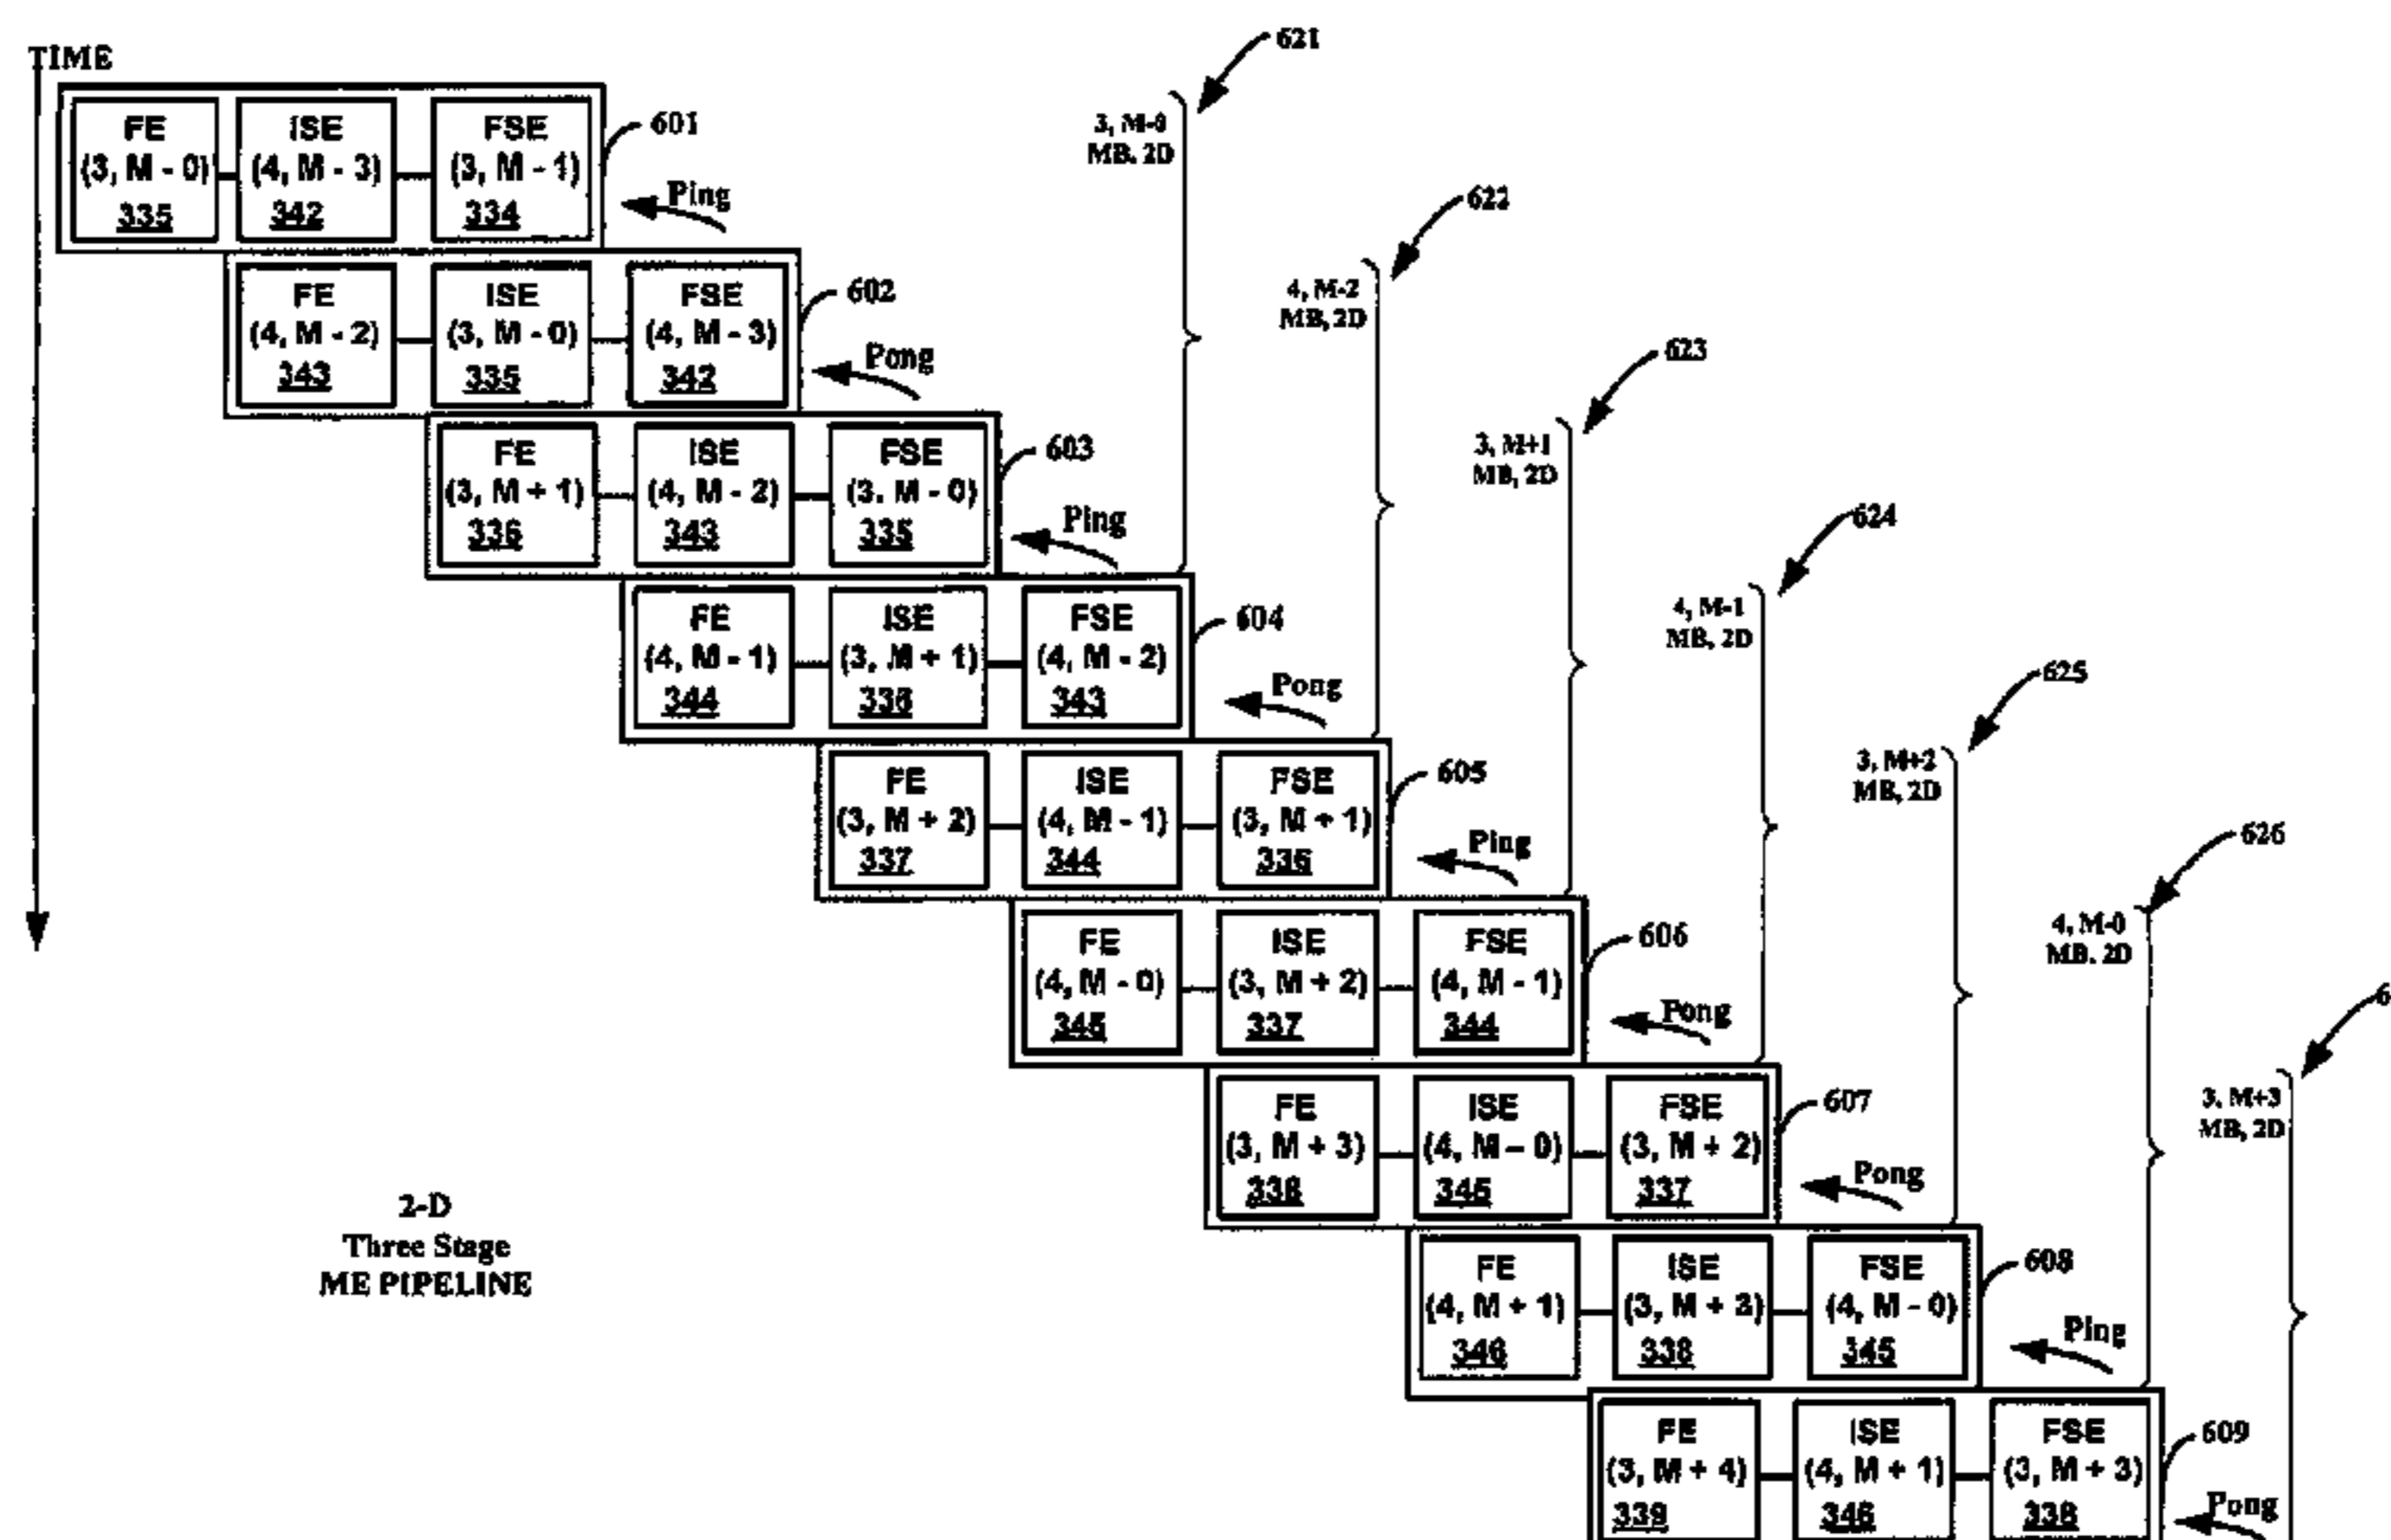 TIME
621
FE
ISE
FSE
601
(3, M - 0)
(4, M - 3)
(3, M - 1)
335
342
334
Ping
3, M-0
MB. 2D
622
FE
ISE
FSE
602
(4, M - 2)
(3, M - 0)
(4, M - 3)
343
335
342
Pong
4, M-2
MB, 2D
623
FE
ISE
FSE
603
(3, M + 1)
(4, M - 2)
(3. M - 0)
336
343
335
Ping
3, M+1
MB, 2D
624
FE
ISE
FSE
604
(4, M - 1)
(3, M + 1)
(4, M - 2)
344
336
343
Pong
4, M-1
MB, 2D
625
FE
ISE
FSE
605
(3, M + 2)
(4, M - 1)
(3, M + 1)
337
344
336
Ping
3, M+2
MB, 2D
626
FE
ISE
FSE
606
(4, M - 0)
(3, M + 2)
(4, M - 1)
345
337
344
Pong
4, M-0
MB. 2D
6
FE
ISE
FSE
607
(3, M + 3)
(4, M – 0)
(3, M + 2)
338
345
337
Pong
3, M+3
MB, 2D
2-D
Three Stage
ME PIPELINE
FE
ISE
FSE
608
(4, M + 1)
(3, M + 3)
(4, M - 0)
346
338
345
Ping
FE
ISE
FSE
609
(3, M + 4)
(4, M + 1)
(3, M + 3)
339
346
338
Pong